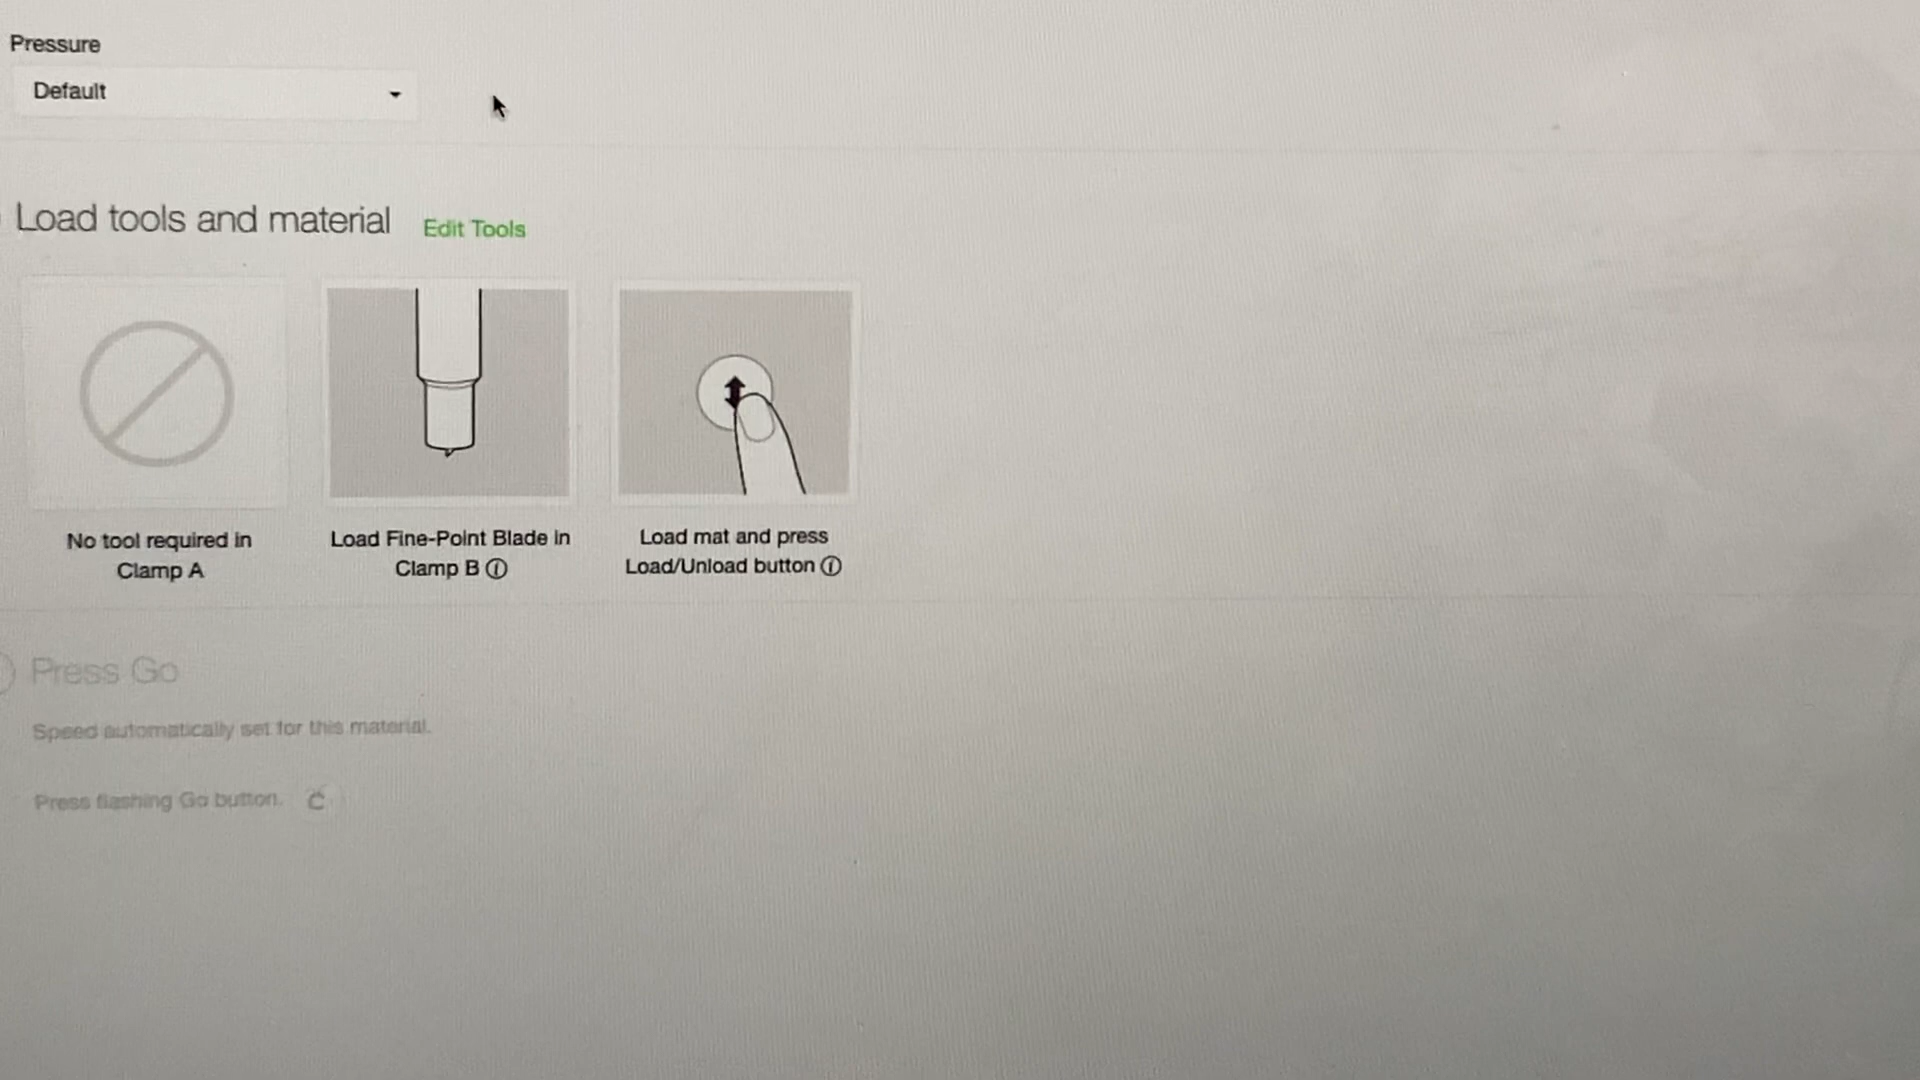 Pressure
Default
Load tools and material Edit Tools
No tool required in
Clamp A
Load Fine-Point Blade in
Clamp B
Load mat and press
Load/Unload button
Press Go
Speed automatically set for this material.
Press flashing Go button.